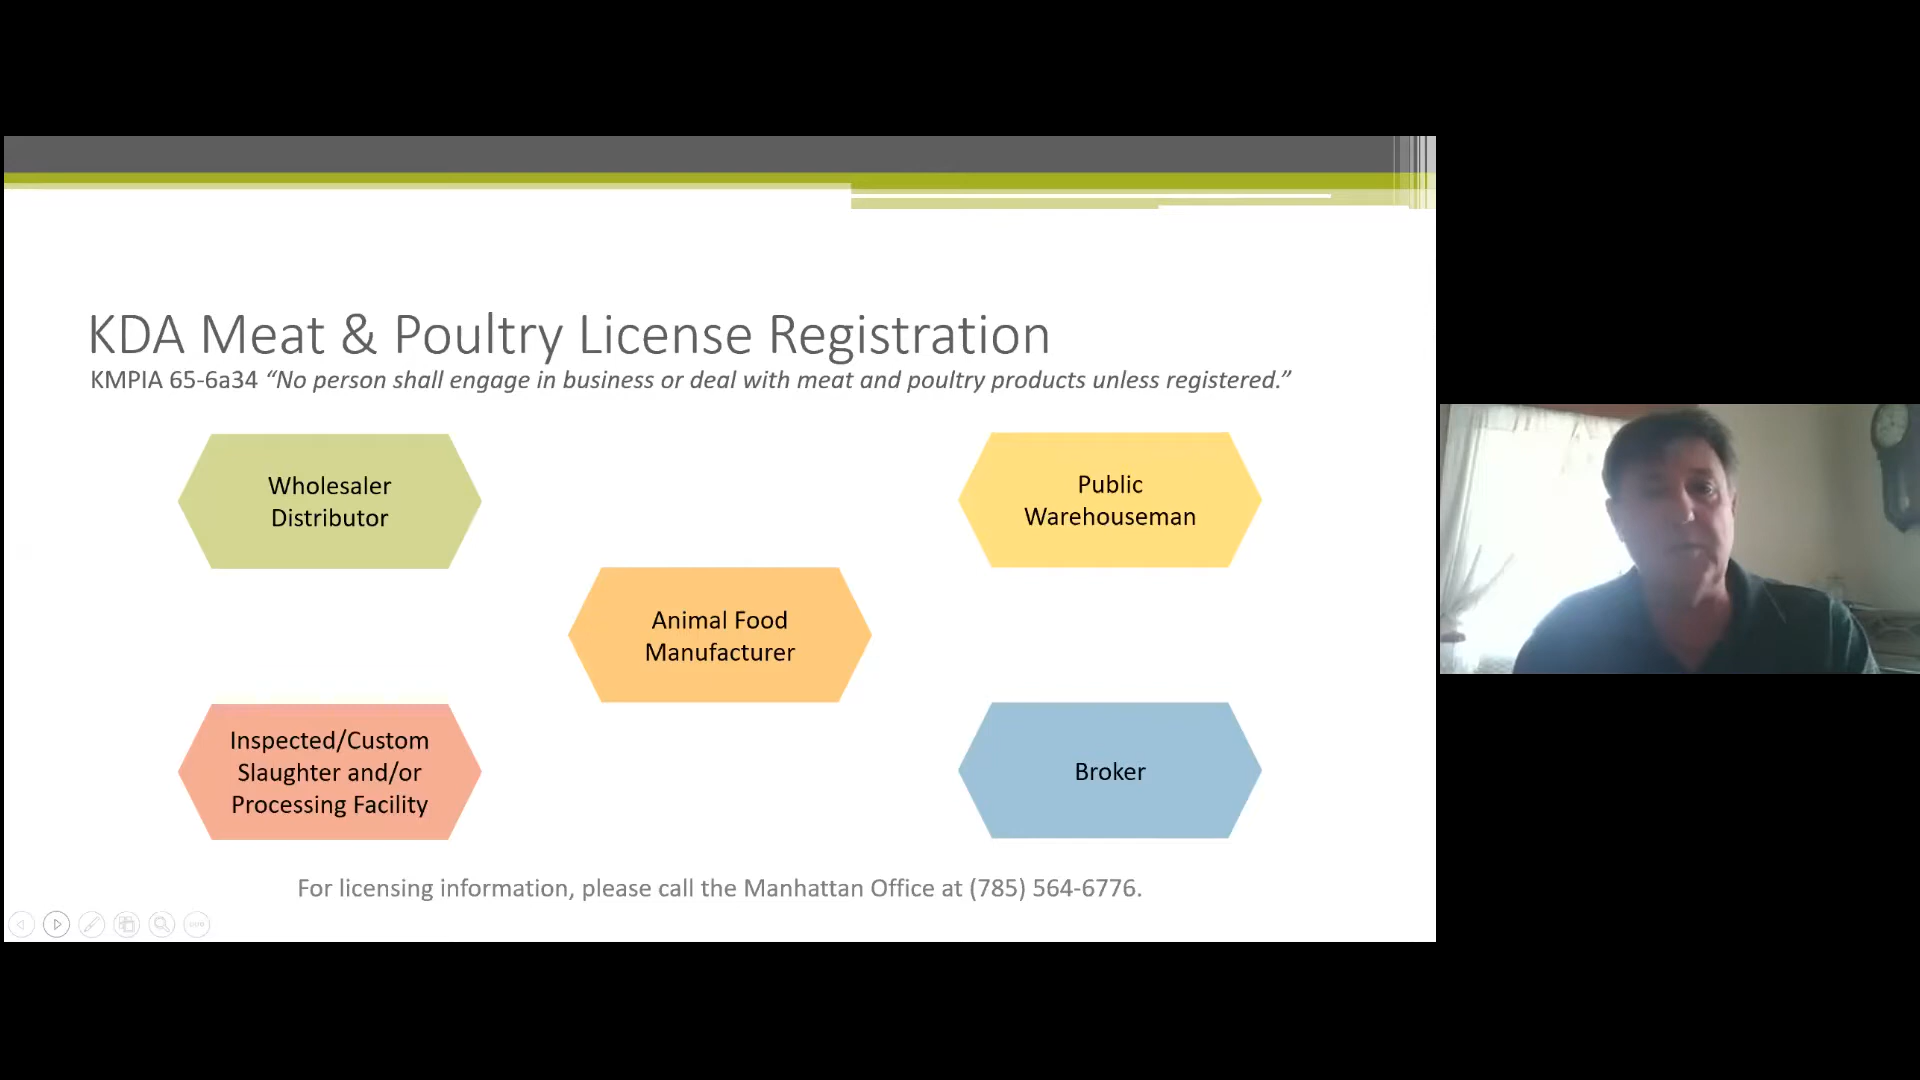 KDA Meat & Poultry License Registration
KMPIA 65-6a34 “No person shall engage in business or deal with meat and poultry products unless registered.”
Wholesaler
Distributor
Public
Warehouseman
Animal Food
Manufacturer
Inspected/Custom
Slaughter and/or
Processing Facility
Broker
For licensing information, please call the Manhattan Office at (785) 564-6776.